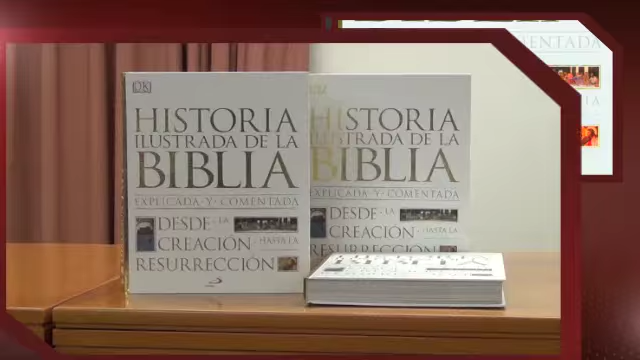 DK
HISTORIA
ILUSTRADA DE LA
BIBLIA
EXPLICADA Y COMENTADA
DESDE LA
CREACIÓN HASTA LA
RESURRECCIÓN
HISTORIA
ILUSTRADA DE LA
BIBLIA
EXPLICADA Y COMENTADA
DESDE LA
CREACIÓN HASTA LA
RESURRECCIÓN